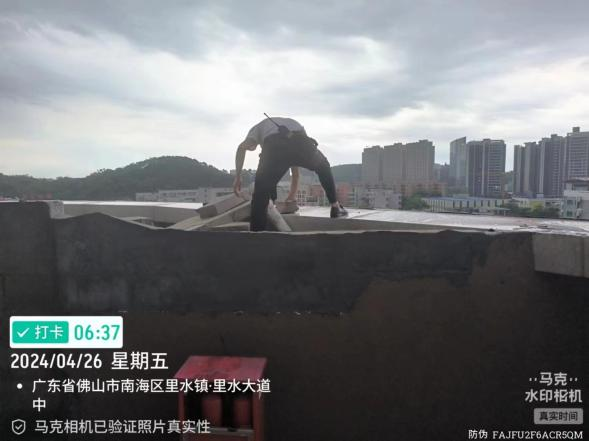 打卡 06:37
2024/04/26 星期五
广东省佛山市南海区里水镇·里水大道
中
马克相机已验证照片真实性
马克
水印相机
真实时间
防伪 FAJFU2F6ACR5QM